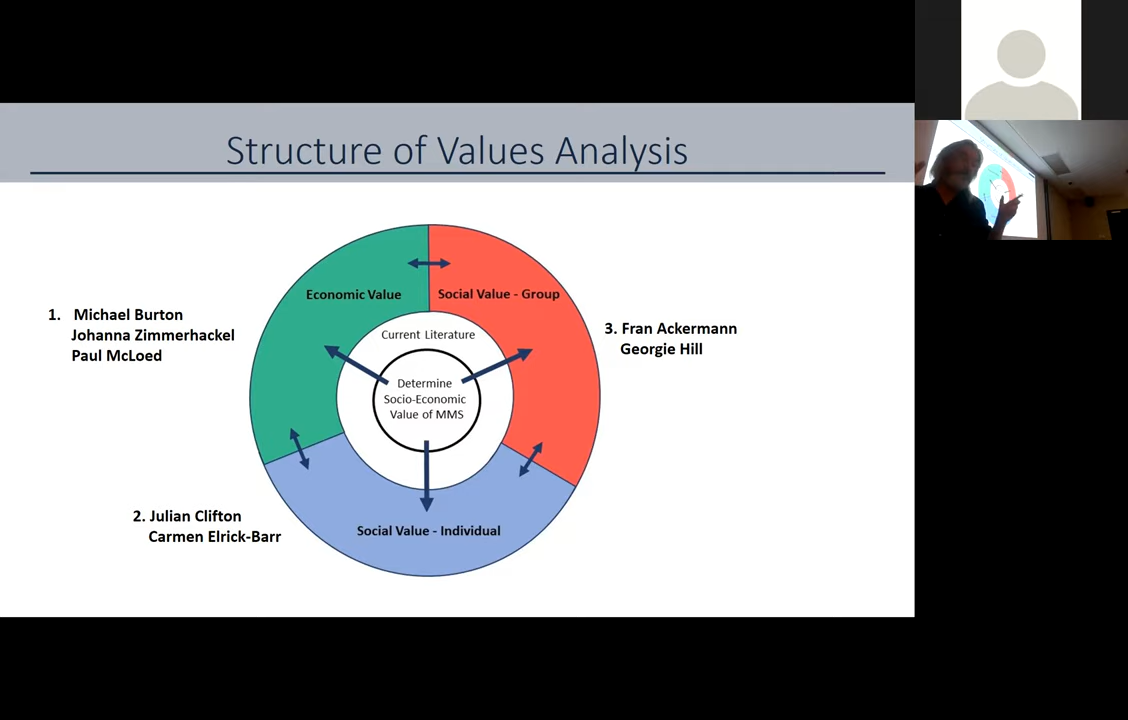 Structure of Values Analysis
Economic Value
Social Value - Group
1. Michael Burton
Johanna Zimmerhackel
Paul McLoed
Current Literature
3. Fran Ackermann
Georgie Hill
Determine
Socio-Economic
Value of MMS
2. Julian Clifton
Carmen Elrick-Barr
Social Value - Individual